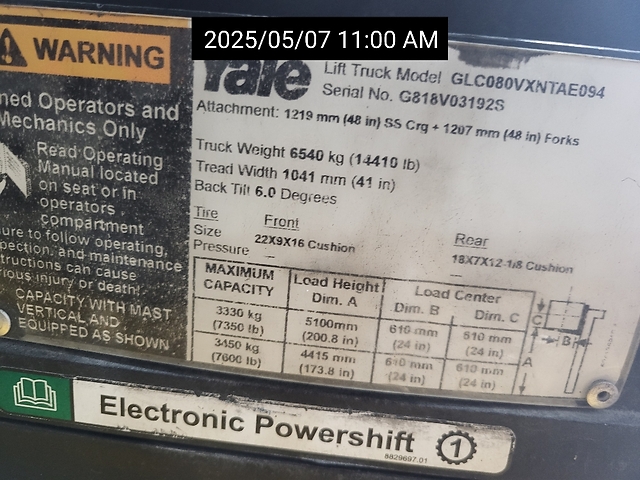 2025/05/07 11:00 AM
WARNING
ned Operators and
Mechanics Only
Read Operating
Manual located
on seat or in
operators
compartment
ure to follow operating,
pection, and maintenance
tructions can cause
rious injury or death!
CAPACITY WITH MAST
VERTICAL AND
EQUIPPED AS SHOWN
Yale
Lift Truck Model GLC080VXNTAE094
Serial No. G818V03192S
Attachment: 1219 mm (48 in) SS Crg + 1207 mm (48 in) Forks
Truck Weight 6540 kg (14410 lb)
Tread Width 1041 mm (41 in)
Back Tilt 6.0 Degrees
Tire Front Rear
Size 22X9X16 Cushion 18X7X12-1/8 Cushion
Pressure — —
MAXIMUM CAPACITY Load Height Dim. A Load Center Dim. B Dim. C
3330 kg (7350 lb) 5100mm (200.8 in) 610 mm (24 in) 610 mm (24 in)
3450 kg (7600 lb) 4415 mm (173.8 in) 610 mm (24 in) 610 mm (24 in)
C
B
A
Electronic Powershift 1
8829697.01